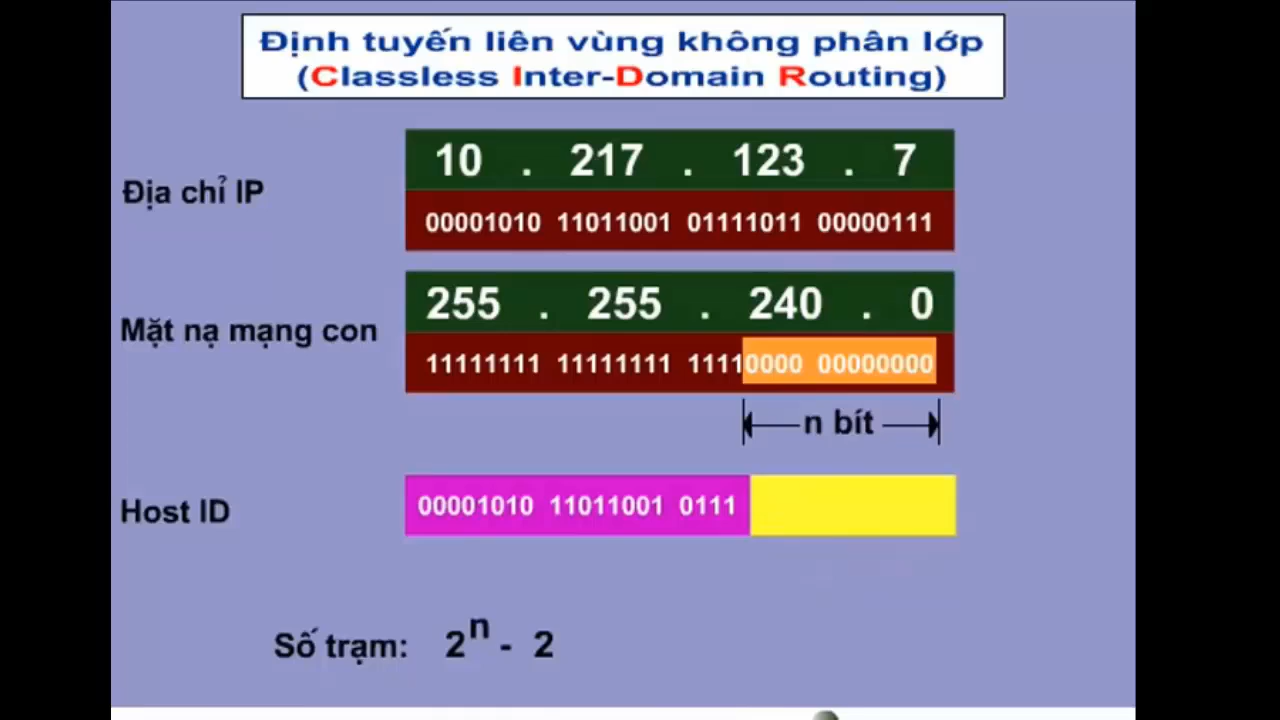 Định tuyến liên vùng không phân lớp
(Classless Inter-Domain Routing)
Địa chỉ IP
10 . 217 . 123 . 7
00001010 11011001 01111011 00000111
Mặt nạ mạng con
255 . 255 . 240 . 0
11111111 11111111 11110000 00000000
n bít
Host ID
00001010 11011001 0111
Số trạm: 2^n - 2